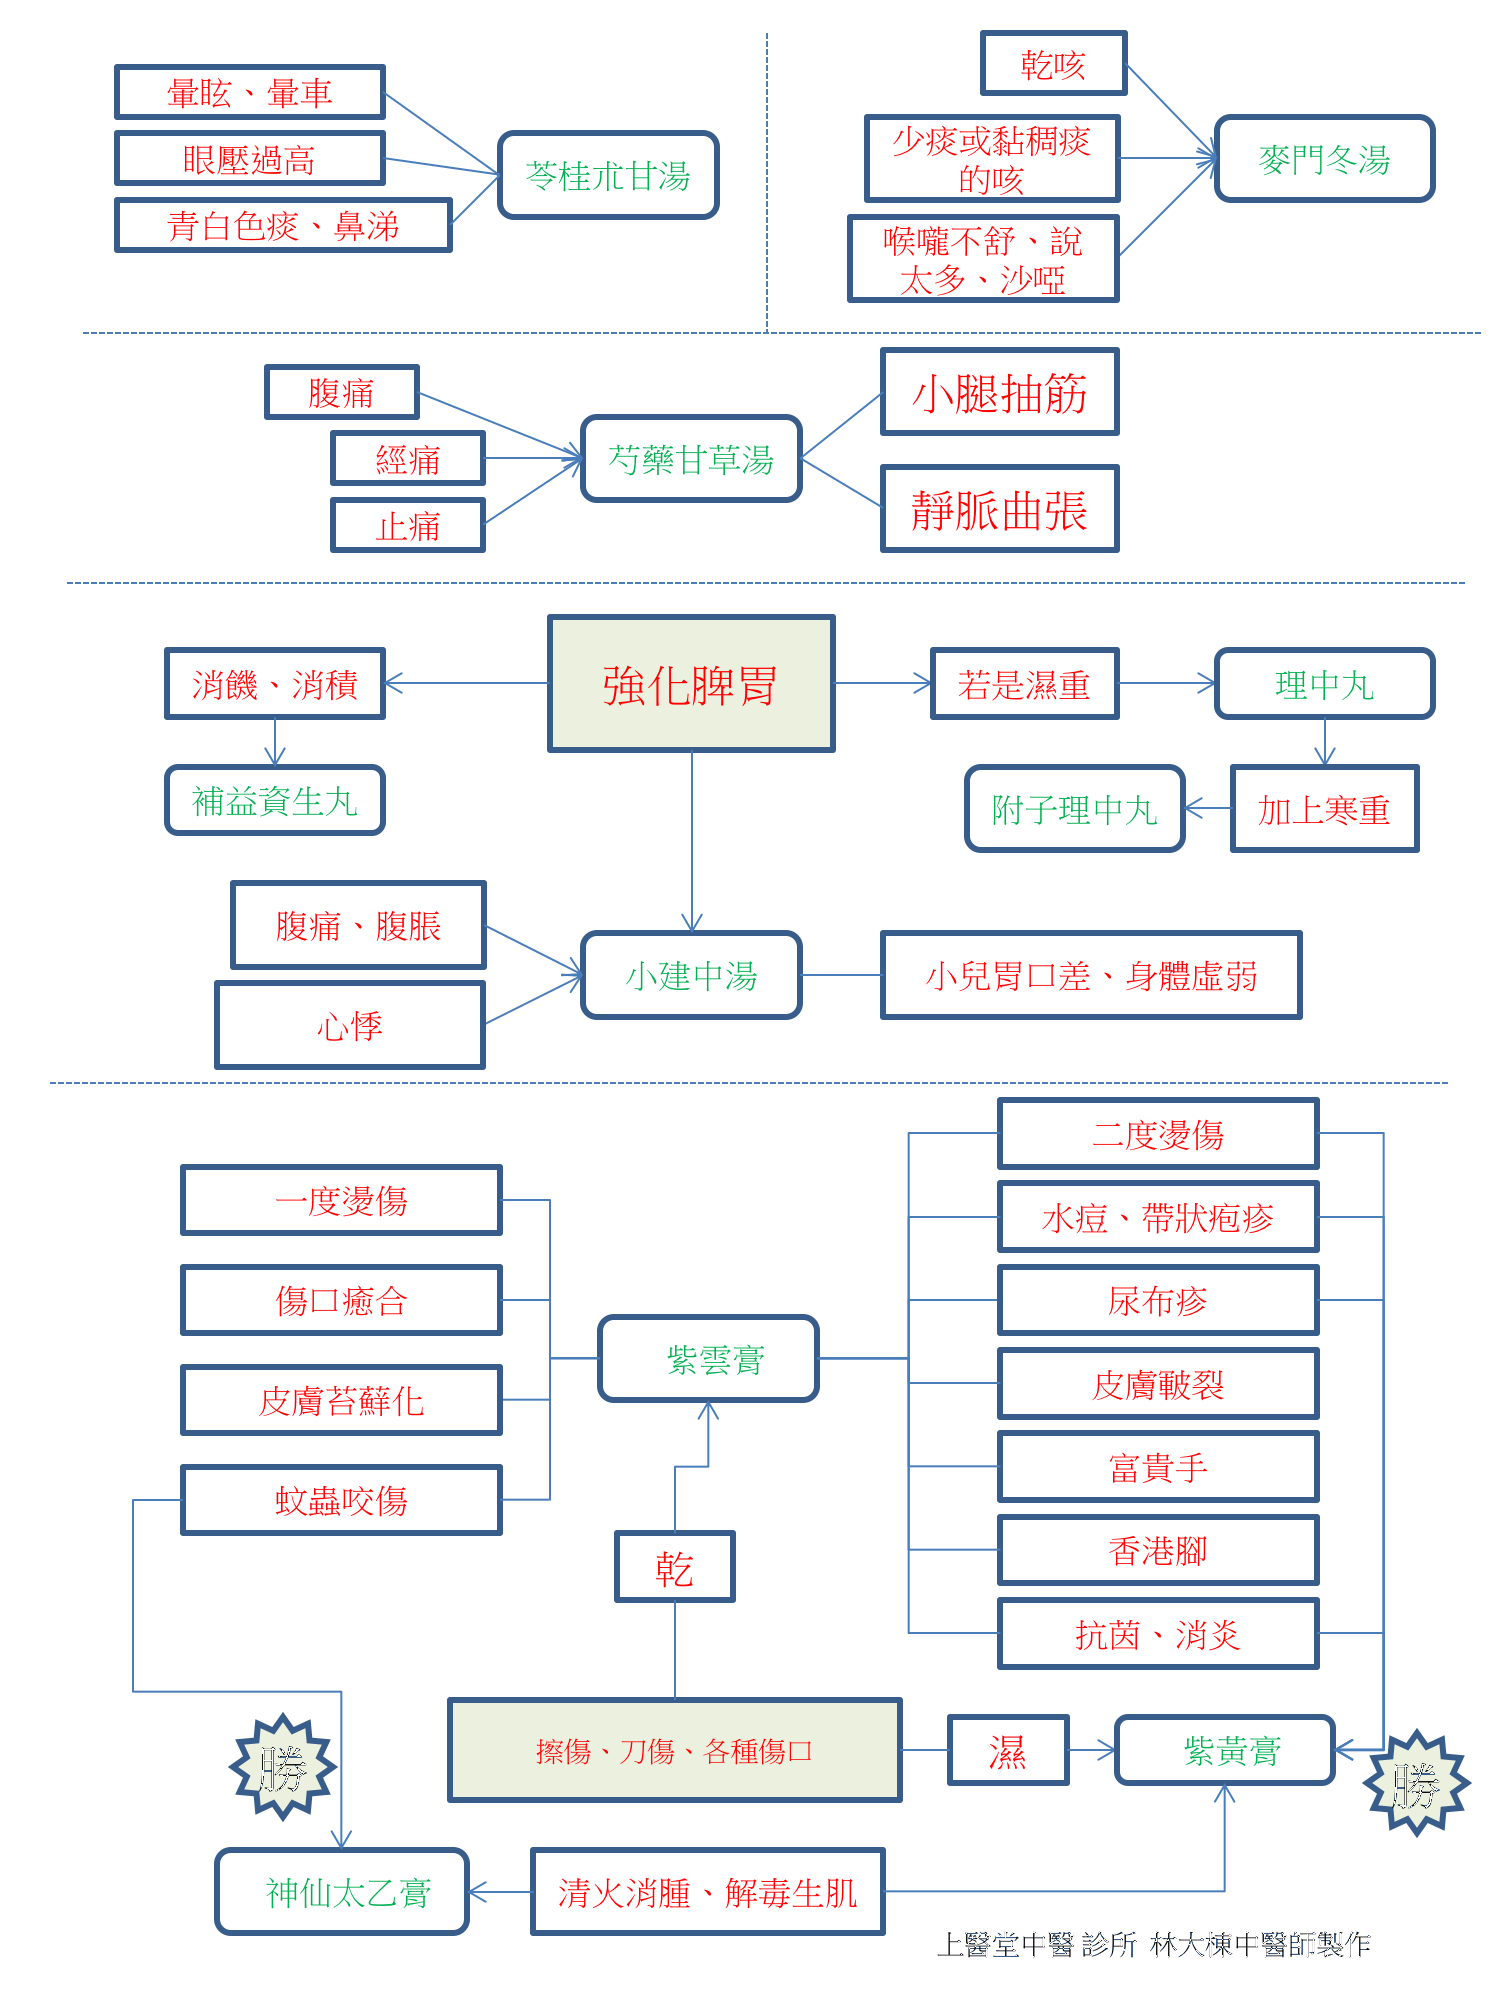 暈眩、暈車
眼壓過高
青白色痰、鼻涕
苓桂朮甘湯
乾咳
少痰或黏稠痰
的咳
喉嚨不舒、說
太多、沙啞
麥門冬湯
腹痛
經痛
止痛
芍藥甘草湯
小腿抽筋
靜脈曲張
強化脾胃
消饑、消積
補益資生丸
若是濕重
理中丸
附子理中丸
加上寒重
腹痛、腹脹
心悸
小建中湯
小兒胃口差、身體虛弱
一度燙傷
傷口癒合
皮膚苔蘚化
蚊蟲咬傷
紫雲膏
二度燙傷
水痘、帶狀疱疹
尿布疹
皮膚皸裂
富貴手
香港腳
抗茵、消炎
乾
擦傷、刀傷、各種傷口
濕
紫黃膏
勝
勝
神仙太乙膏
清火消腫、解毒生肌
上醫堂中醫 診所 林大棟中醫師製作